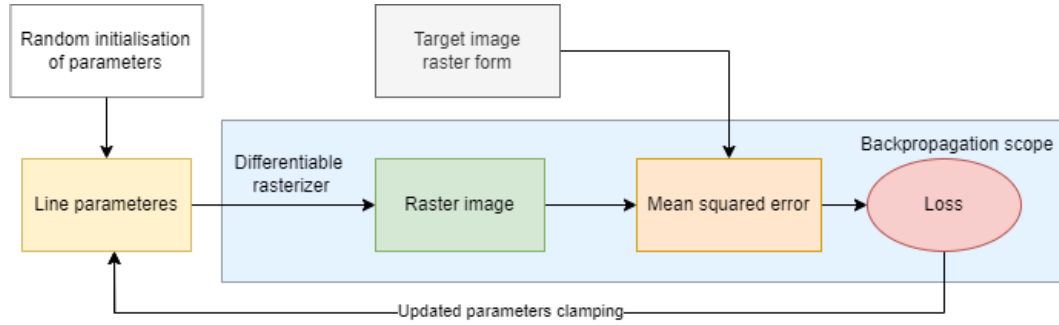 Random initialisation
of parameters
Target image
raster form
Backpropagation scope
Differentiable
rasterizer
Line parameteres
Raster image
Mean squared error
Loss
Updated parameters clamping